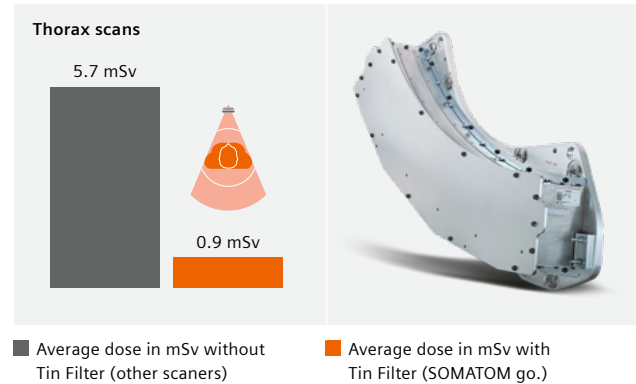 Thorax scans
5.7 mSv
0.9 mSv
Average dose in mSv without
Tin Filter (other scaners)
Average dose in mSv with
Tin Filter (SOMATOM go.)